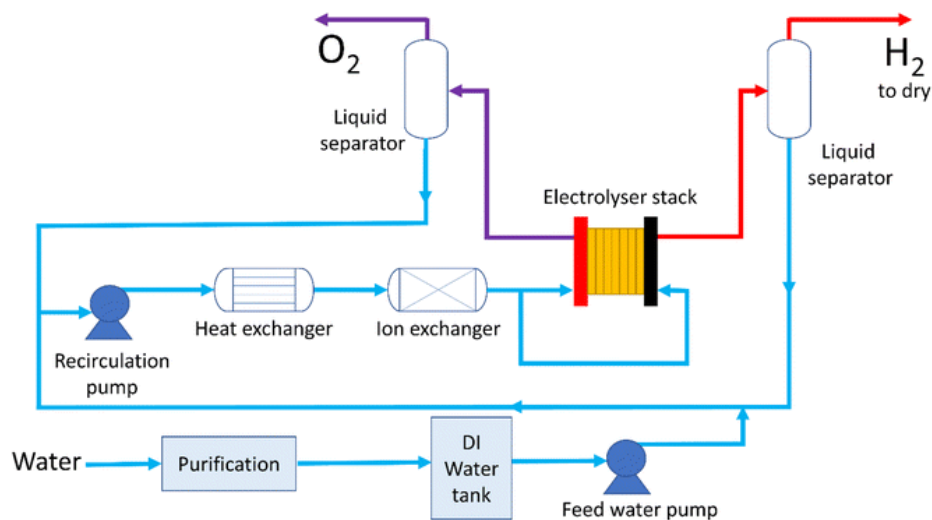 O₂
H₂
to dry
Liquid
separator
Liquid
separator
Electrolyser stack
Heat exchanger
Ion exchanger
Recirculation
pump
Water
Purification
DI
Water
tank
Feed water pump